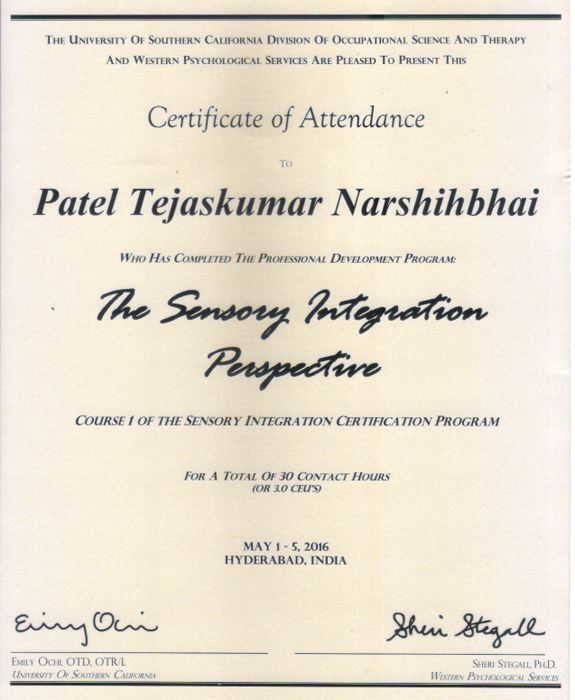 The University Of Southern California Division Of Occupational Science And Therapy
And Western Psychological Services Are Pleased To Present This
Certificate of Attendance
To
Patel Tejaskumar Narshihbhai
Who Has Completed The Professional Development Program:
The Sensory Integration
Perspective
Course 1 of the Sensory Integration Certification Program
For A Total Of 30 Contact Hours
(or 3.0 CEU's)
May 1 - 5, 2016
Hyderabad, India
Emily Ochi
Sheri Stegall
Emily Ochi, OTD, OTR/L
University Of Southern California
Sheri Stegall, Ph.D.
Western Psychological Services